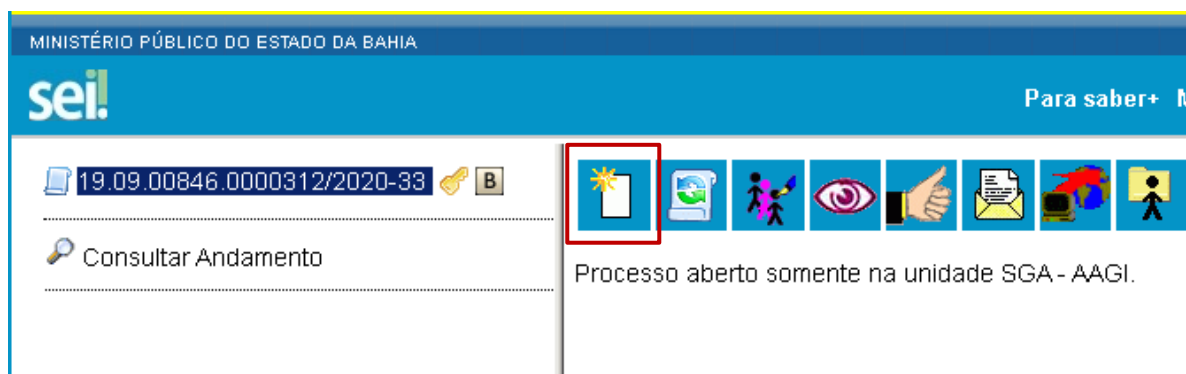 MINISTÉRIO PÚBLICO DO ESTADO DA BAHIA
sei!
Para saber+
19.09.00846.0000312/2020-33 B
Consultar Andamento
Processo aberto somente na unidade SGA - AAGI.